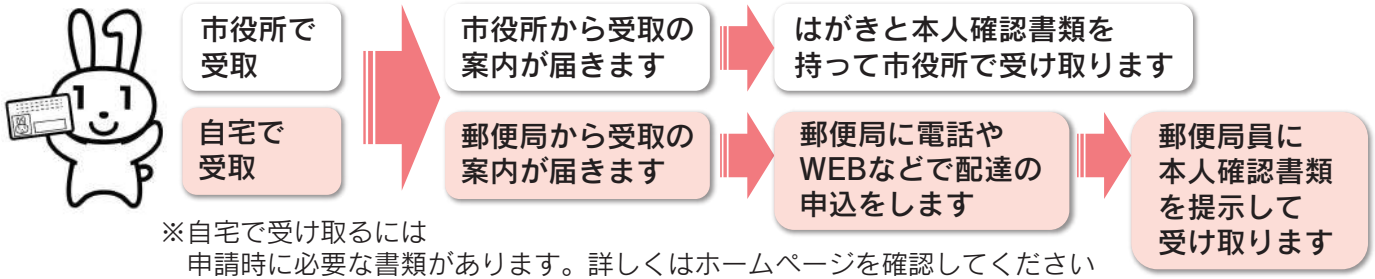 市役所で
受取
市役所から受取の
案内が届きます
はがきと本人確認書類を
持って市役所で受け取ります
自宅で
受取
郵便局から受取の
案内が届きます
郵便局に電話や
WEBなどで配達の
申込をします
郵便局員に
本人確認書類
を提示して
受け取ります
※自宅で受け取るには
申請時に必要な書類があります。詳しくはホームページを確認してください